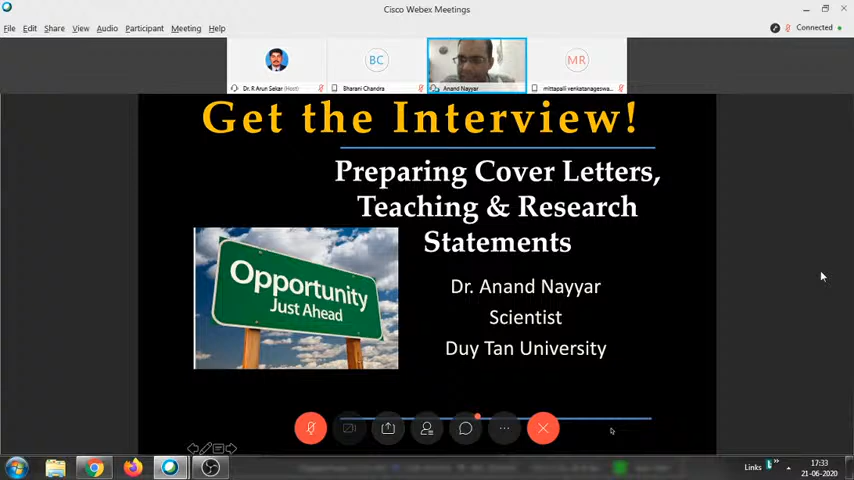 Cisco Webex Meetings
File Edit Share View Audio Participant Meeting Help
Connected
BC
MR
Dr. R Arun Sekar (Host)
Bharani Chandra
Anand Nayyar
mittapalli venkatanageswa...
Get the Interview!
Preparing Cover Letters,
Teaching & Research
Statements
Opportunity
Just Ahead
Dr. Anand Nayyar
Scientist
Duy Tan University
Links
17:33
21-06-2020